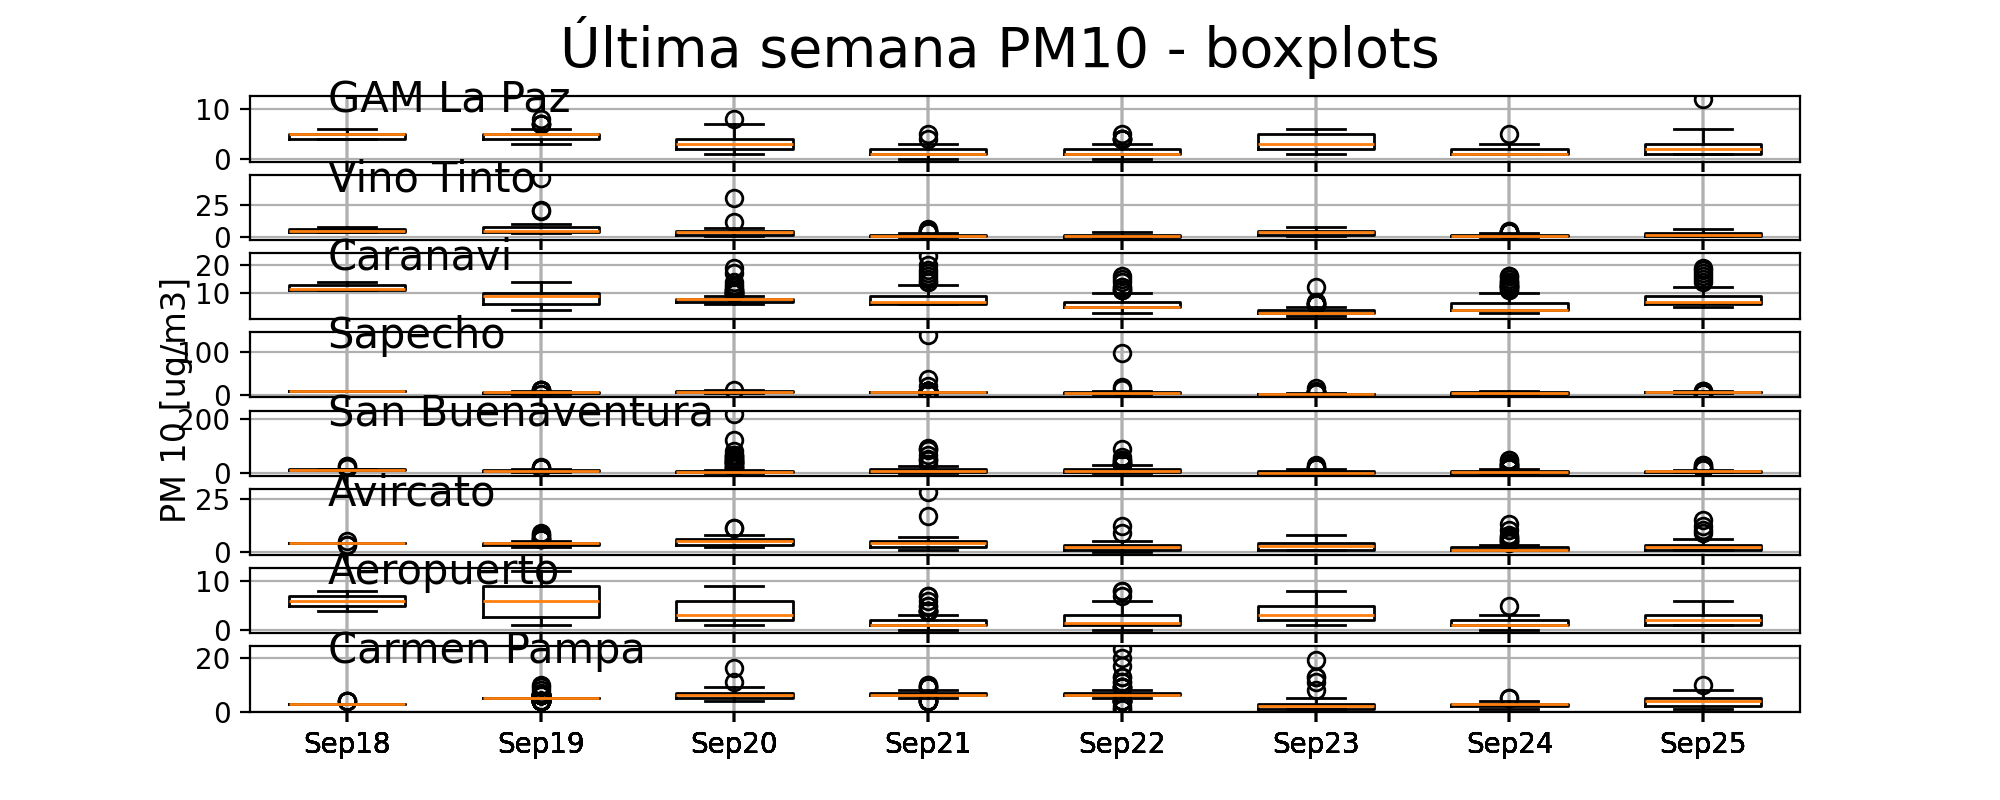 Última semana PM10 - boxplots
GAM La Paz
10
0
Vino Tinto
25
0
Caranavi
20
10
Sapecho
100
0
San Buenaventura
200
0
Avircato
25
0
Aeropuerto
10
0
Carmen Pampa
20
0
PM 10 [ug/m3]
Sep18 Sep19 Sep20 Sep21 Sep22 Sep23 Sep24 Sep25